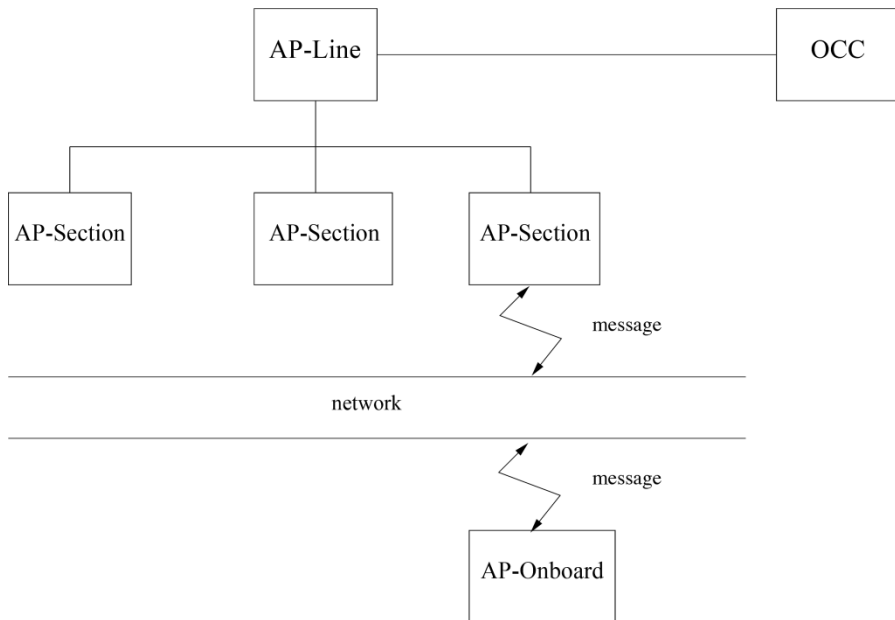 AP-Line
OCC
AP-Section
AP-Section
AP-Section
message
network
message
AP-Onboard